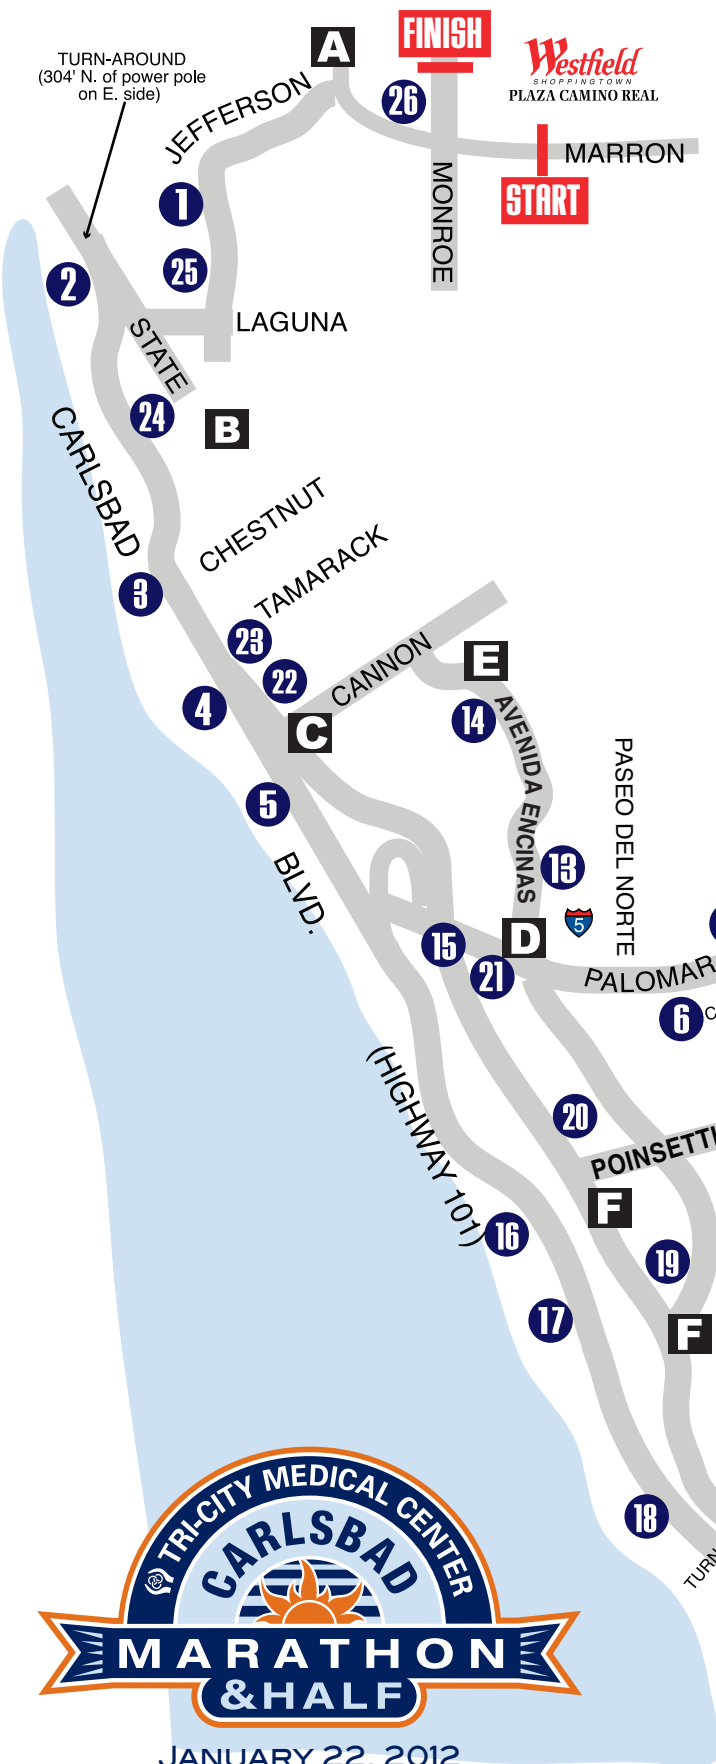 A
FINISH
Westfield
SHOPPINGTOWN
PLAZA CAMINO REAL
TURN-AROUND
(304' N. of power pole
on E. side)
JEFFERSON
26
MARRON
MONROE
START
1
25
2
LAGUNA
STATE
24
B
CARLSBAD
CHESTNUT
TAMARACK
3
23
22
CANNON
E
4
C
14
AVENIDA ENCINAS
PASEO DEL NORTE
5
BLVD.
13
5
D
15
21
PALOMAR
6
C
(HIGHWAY 101)
20
POINSETTI
F
16
19
17
F
18
TURN
TRI-CITY MEDICAL CENTER
CARLSBAD
MARATHON
&HALF
JANUARY 22, 2012